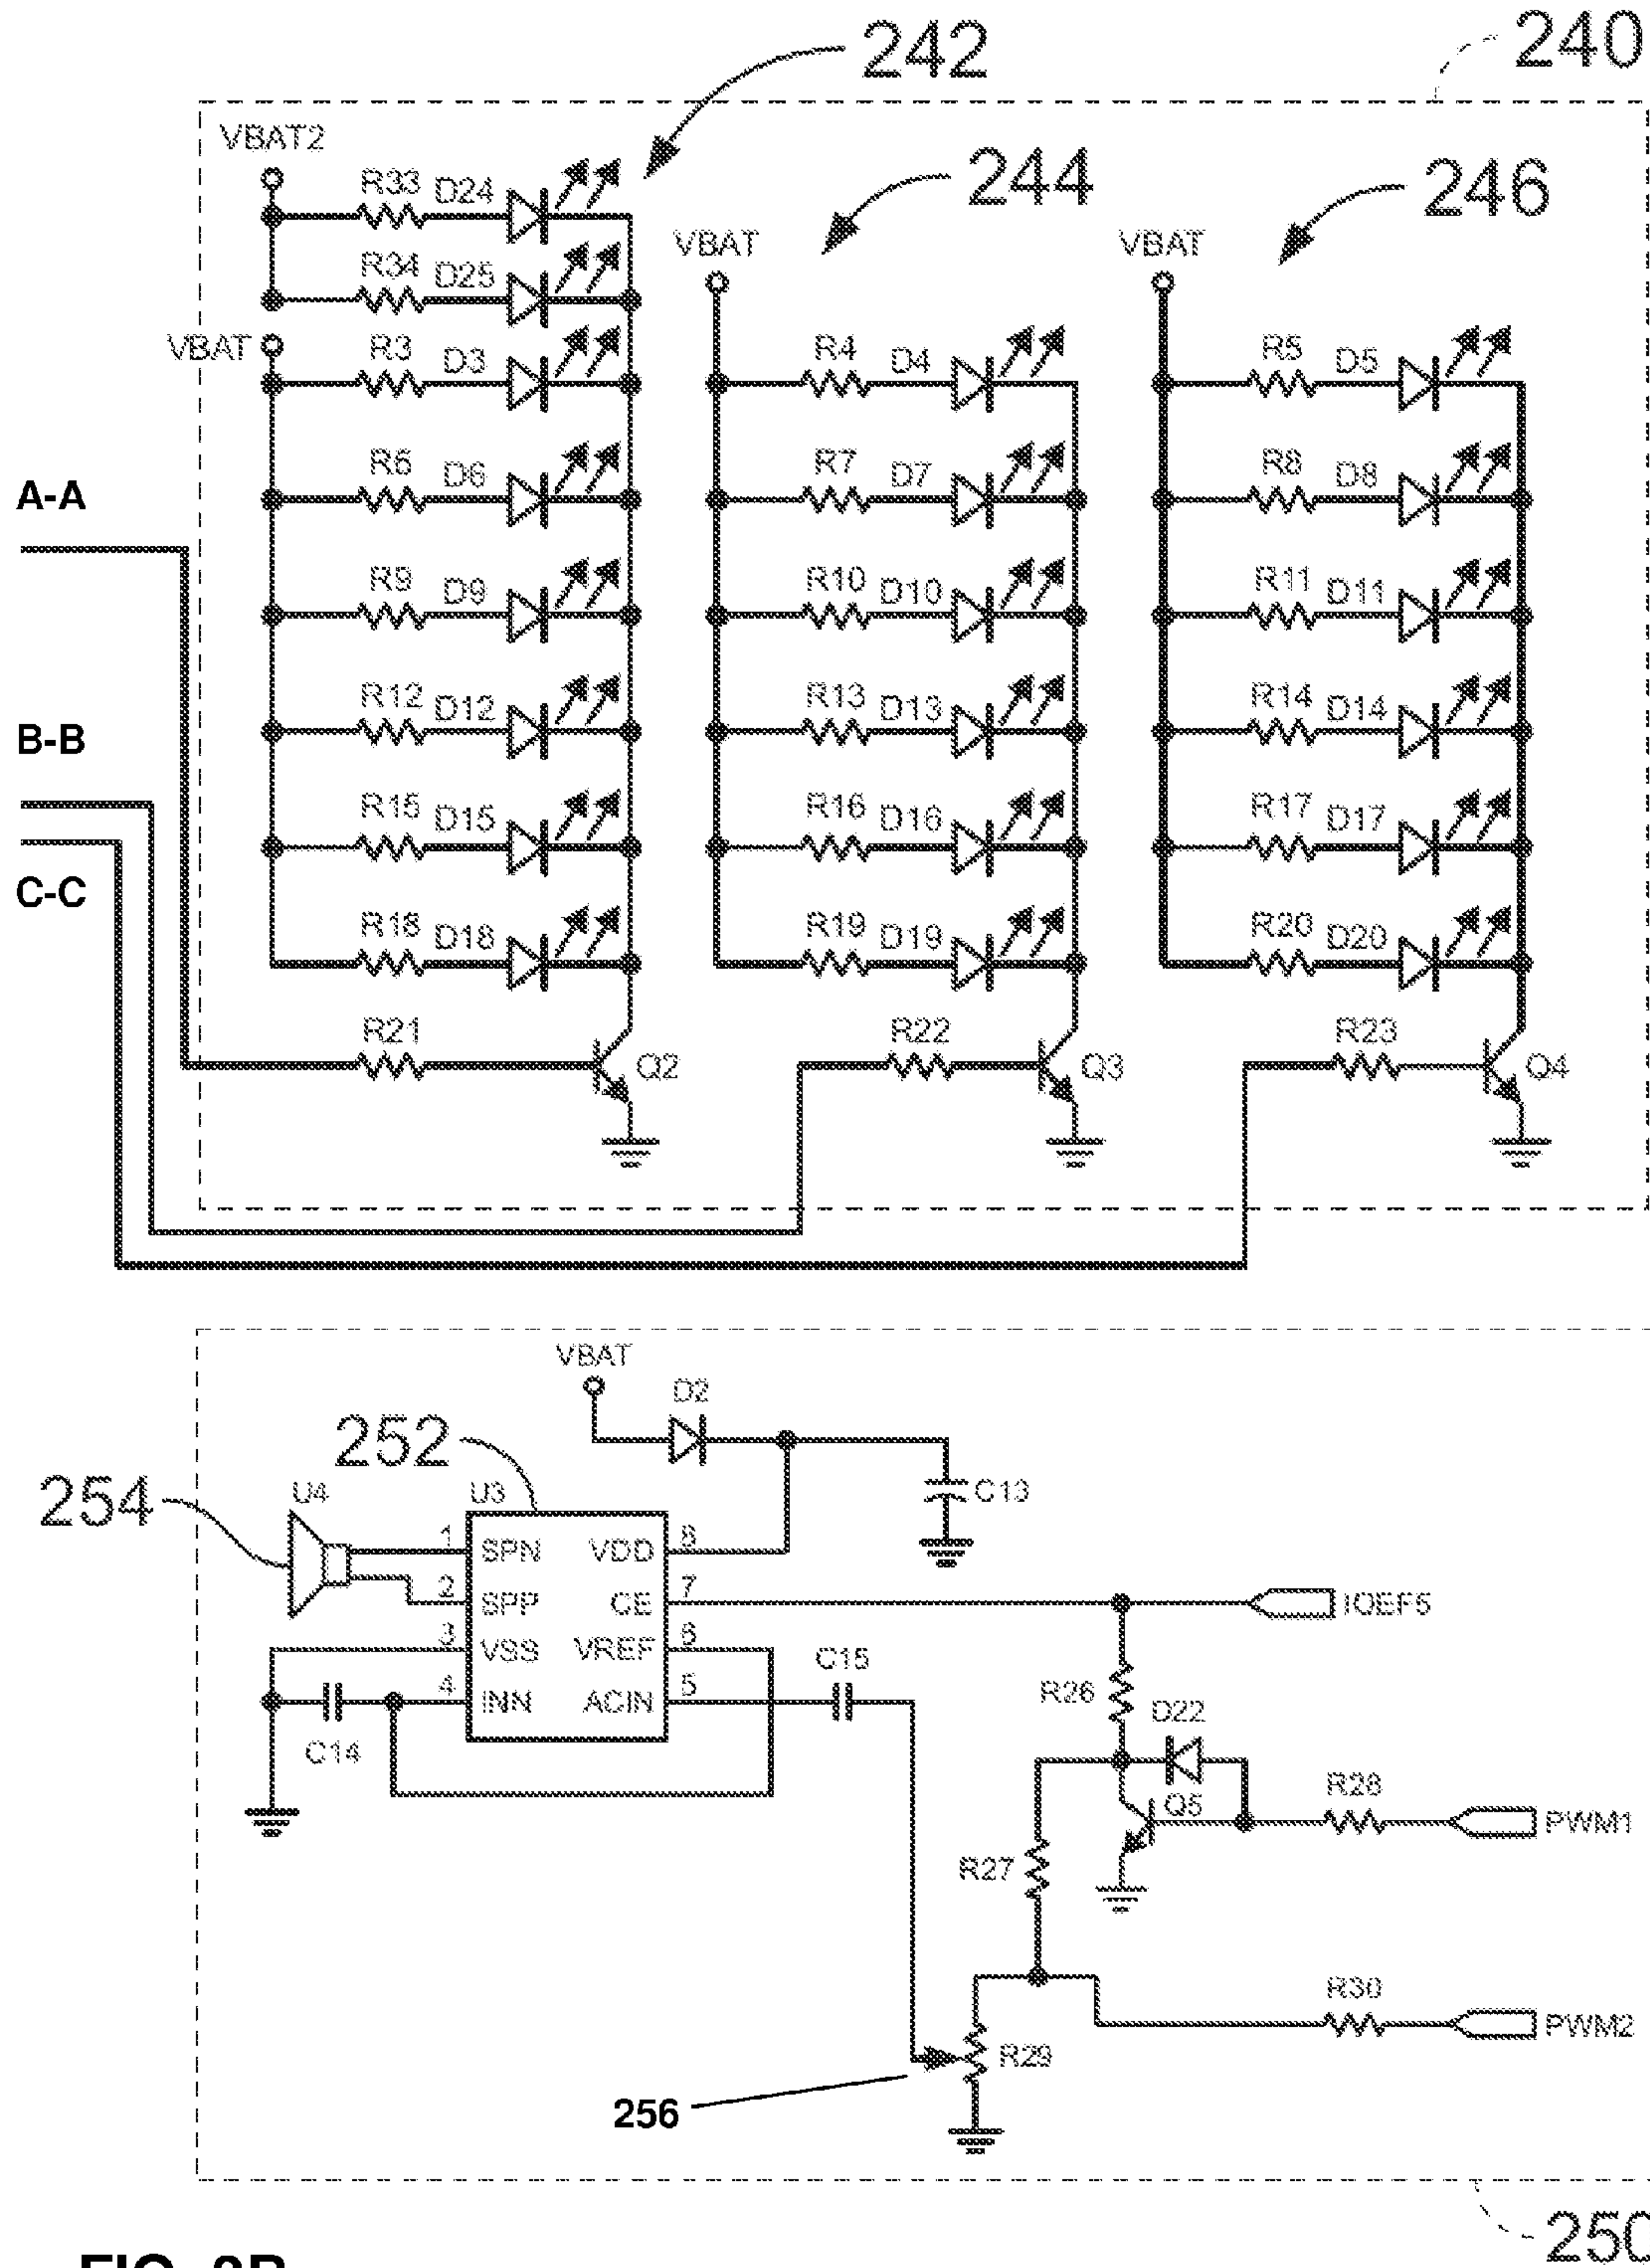 240
242
VBAT2
R33 D24
244
246
R34 D25
VBAT
VBAT
VBAT
R3 D3
R4 D4
R5 D5
A-A
R6 D6
R7 D7
R8 D8
R9 D9
R10 D10
R11 D11
B-B
R12 D12
R13 D13
R14 D14
R15 D15
R16 D16
R17 D17
C-C
R18 D18
R19 D19
R20 D20
R21
Q2
R22
Q3
R23
Q4
VBAT
D2
252
254
U4
U3
C13
1 SPN VDD 8
2 SPP CE 7
IOEF5
3 VSS VREF 6
4 INN ACIN 5
C15
C14
R26
D22
Q5
R28
PWM1
R27
R30
PWM2
R29
256
250